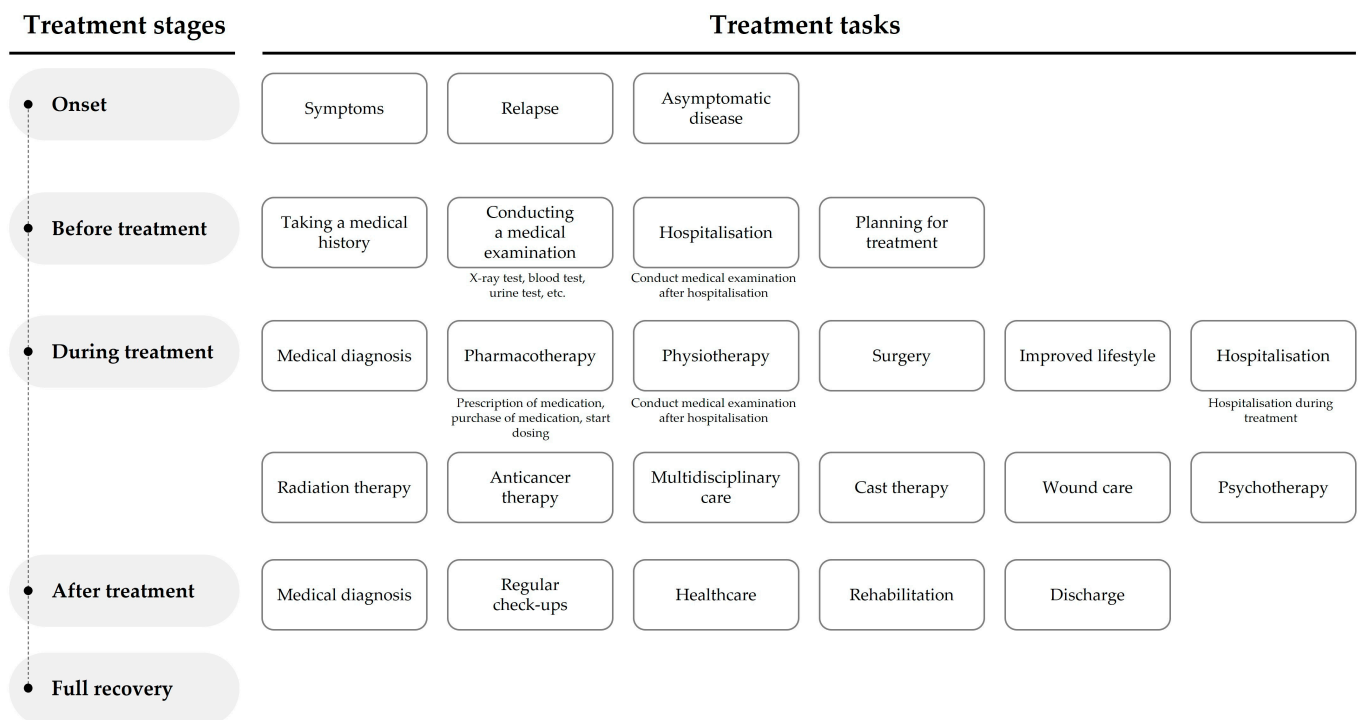 Treatment stages
Treatment tasks
Onset
Symptoms
Relapse
Asymptomatic
disease
Before treatment
Taking a medical
history
Conducting
a medical
examination
X-ray test, blood test,
urine test, etc.
Hospitalisation
Conduct medical examination
after hospitalisation
Planning for
treatment
During treatment
Medical diagnosis
Pharmacotherapy
Prescription of medication,
purchase of medication, start
dosing
Physiotherapy
Conduct medical examination
after hospitalisation
Surgery
Improved lifestyle
Hospitalisation
Hospitalisation during
treatment
Radiation therapy
Anticancer
therapy
Multidisciplinary
care
Cast therapy
Wound care
Psychotherapy
After treatment
Medical diagnosis
Regular
check-ups
Healthcare
Rehabilitation
Discharge
Full recovery